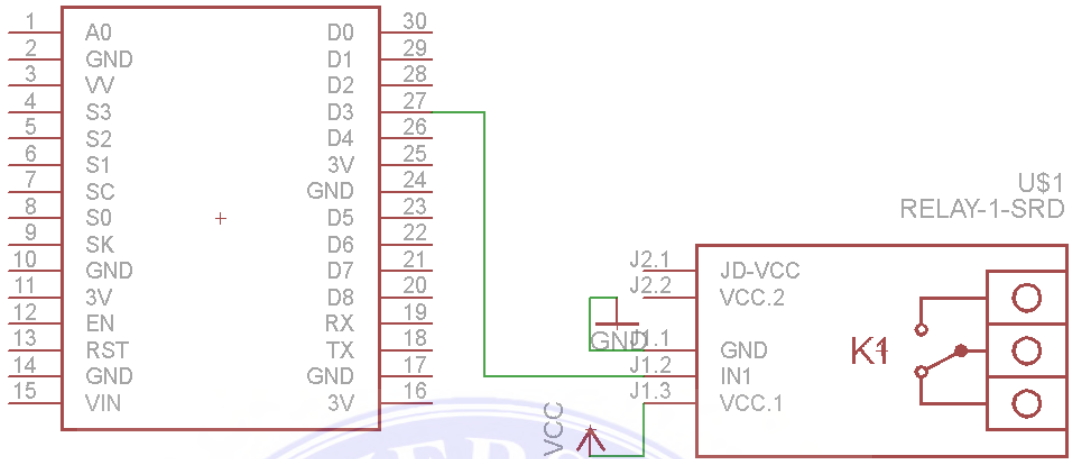 1 A0 D0 30
2 GND D1 29
3 VV D2 28
4 S3 D3 27
5 S2 D4 26
6 S1 3V 25
7 SC GND 24
8 S0 D5 23
9 SK D6 22
10 GND D7 21
11 3V D8 20
12 EN RX 19
13 RST TX 18
14 GND GND 17
15 VIN 3V 16
U$1
RELAY-1-SRD
J2.1 JD-VCC
J2.2 VCC.2
GND
J1.1 GND
J1.2 IN1
J1.3 VCC.1
K1
VCC